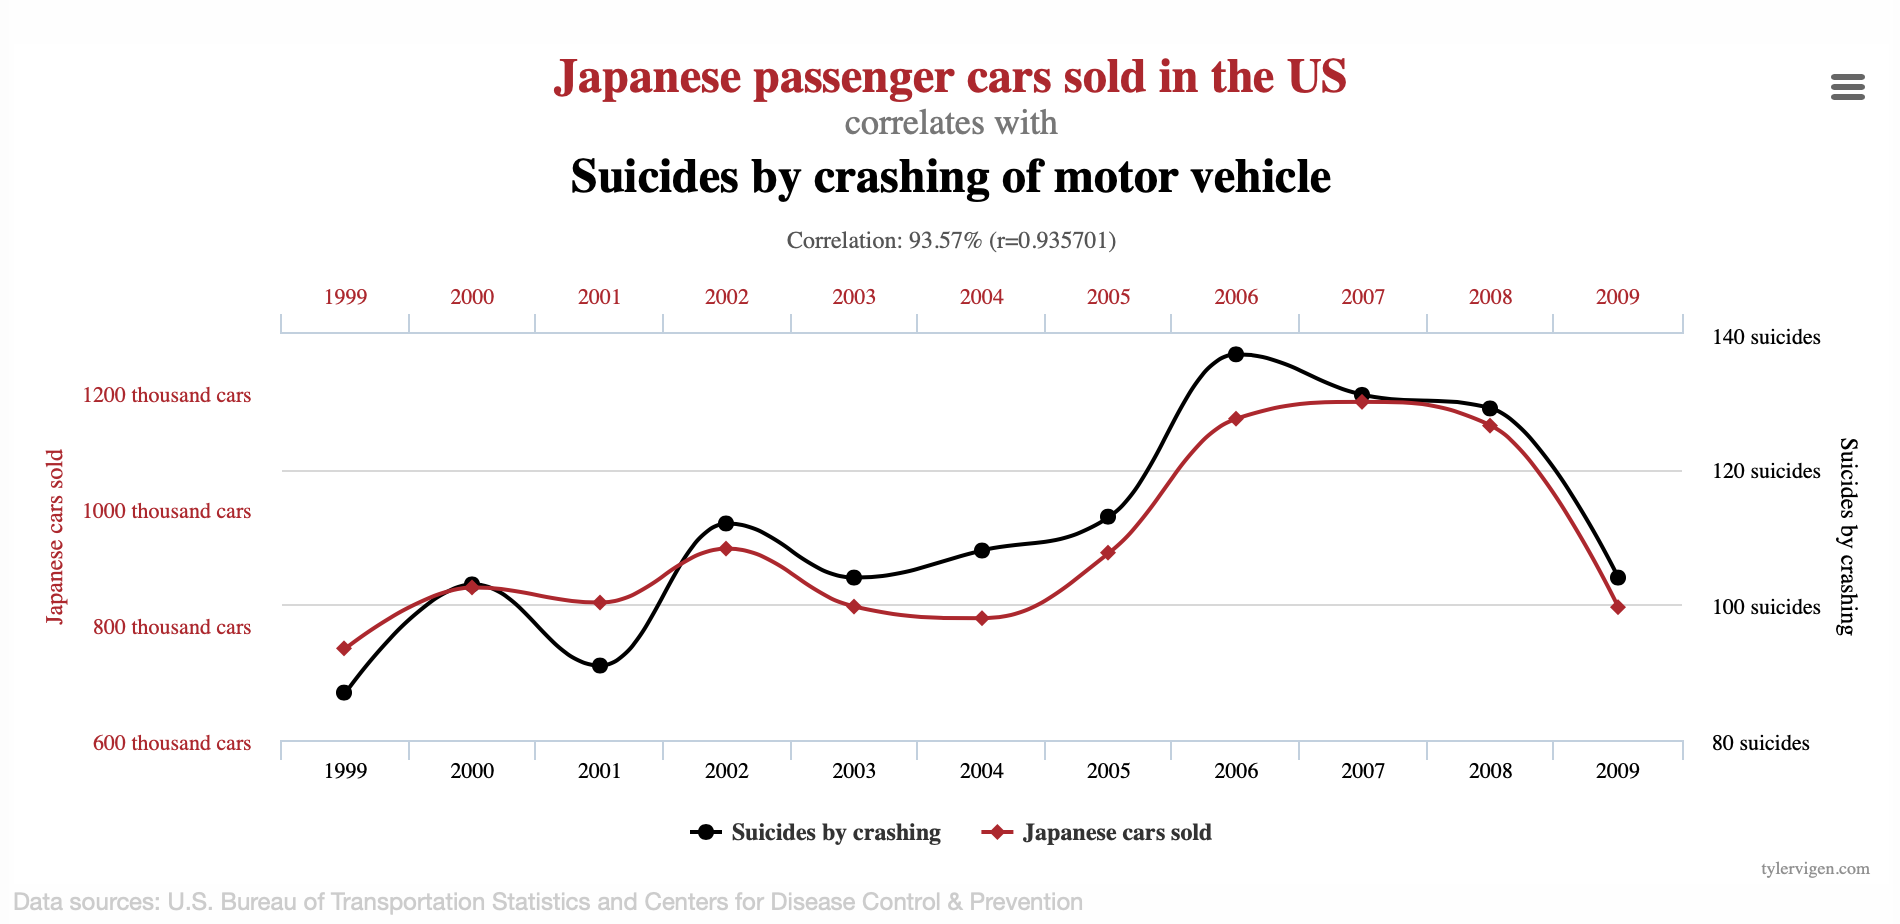 Japanese passenger cars sold in the US
correlates with
Suicides by crashing of motor vehicle
Correlation: 93.57% (r=0.935701)
1999 2000 2001 2002 2003 2004 2005 2006 2007 2008 2009
140 suicides
1200 thousand cars
120 suicides
1000 thousand cars
Japanese cars sold
Suicides by crashing
100 suicides
800 thousand cars
600 thousand cars
80 suicides
1999 2000 2001 2002 2003 2004 2005 2006 2007 2008 2009
Suicides by crashing Japanese cars sold
tylervigen.com
Data sources: U.S. Bureau of Transportation Statistics and Centers for Disease Control & Prevention